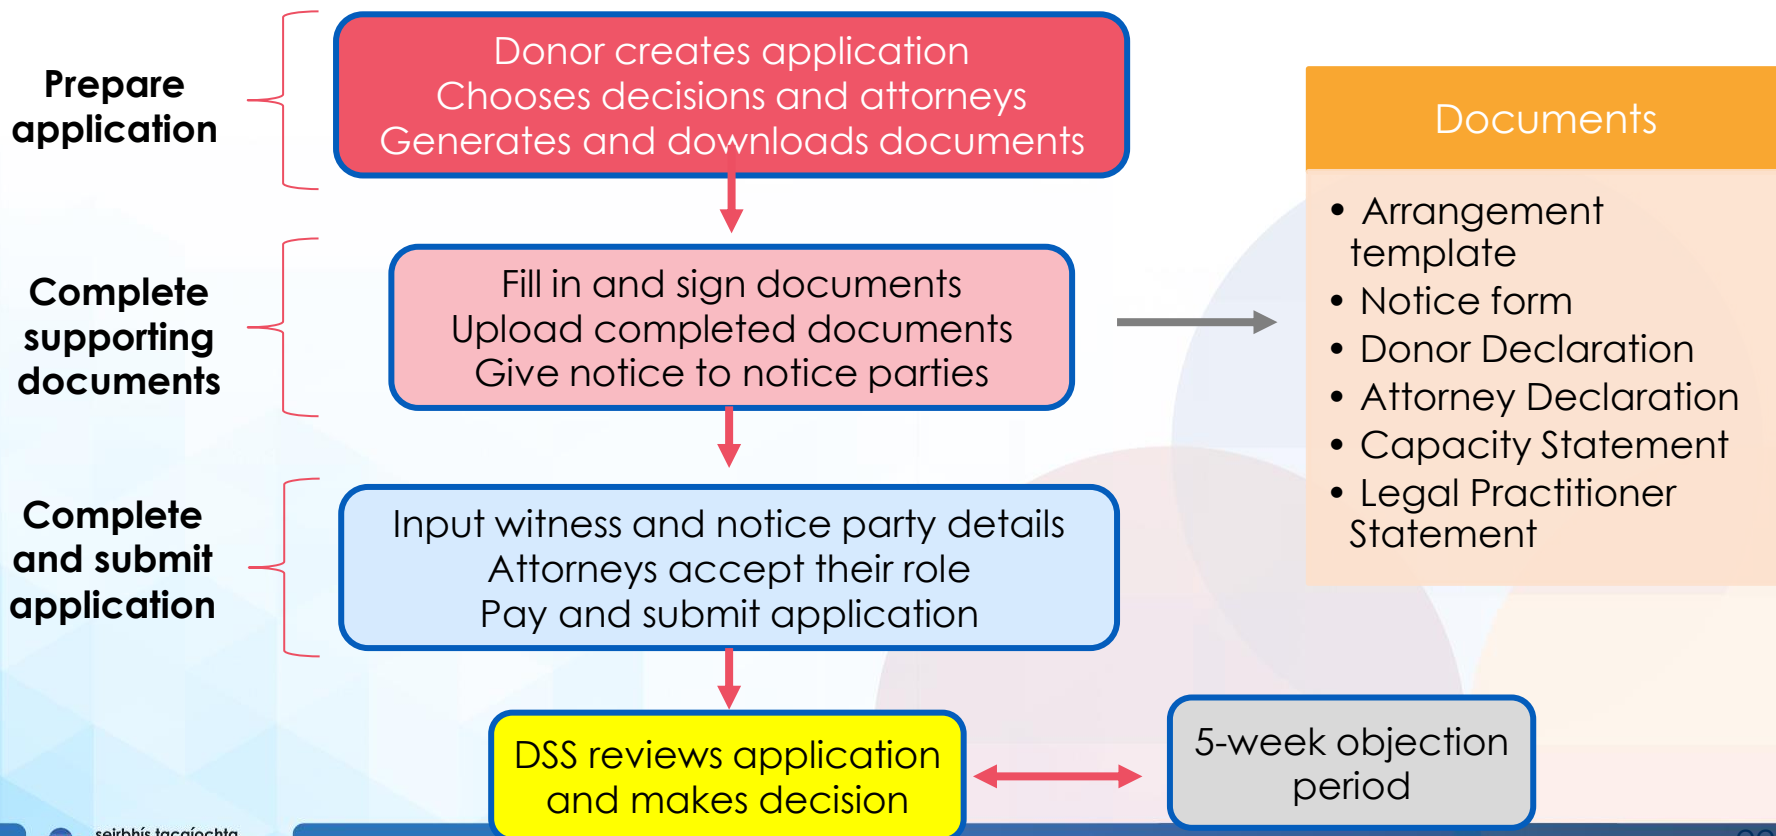 Prepare
application
Donor creates application
Chooses decisions and attorneys
Generates and downloads documents
Complete
supporting
documents
Fill in and sign documents
Upload completed documents
Give notice to notice parties
Documents
• Arrangement
template
• Notice form
• Donor Declaration
• Attorney Declaration
• Capacity Statement
• Legal Practitioner
Statement
Complete
and submit
application
Input witness and notice party details
Attorneys accept their role
Pay and submit application
DSS reviews application
and makes decision
5-week objection
period
seirbhís tacaíochta